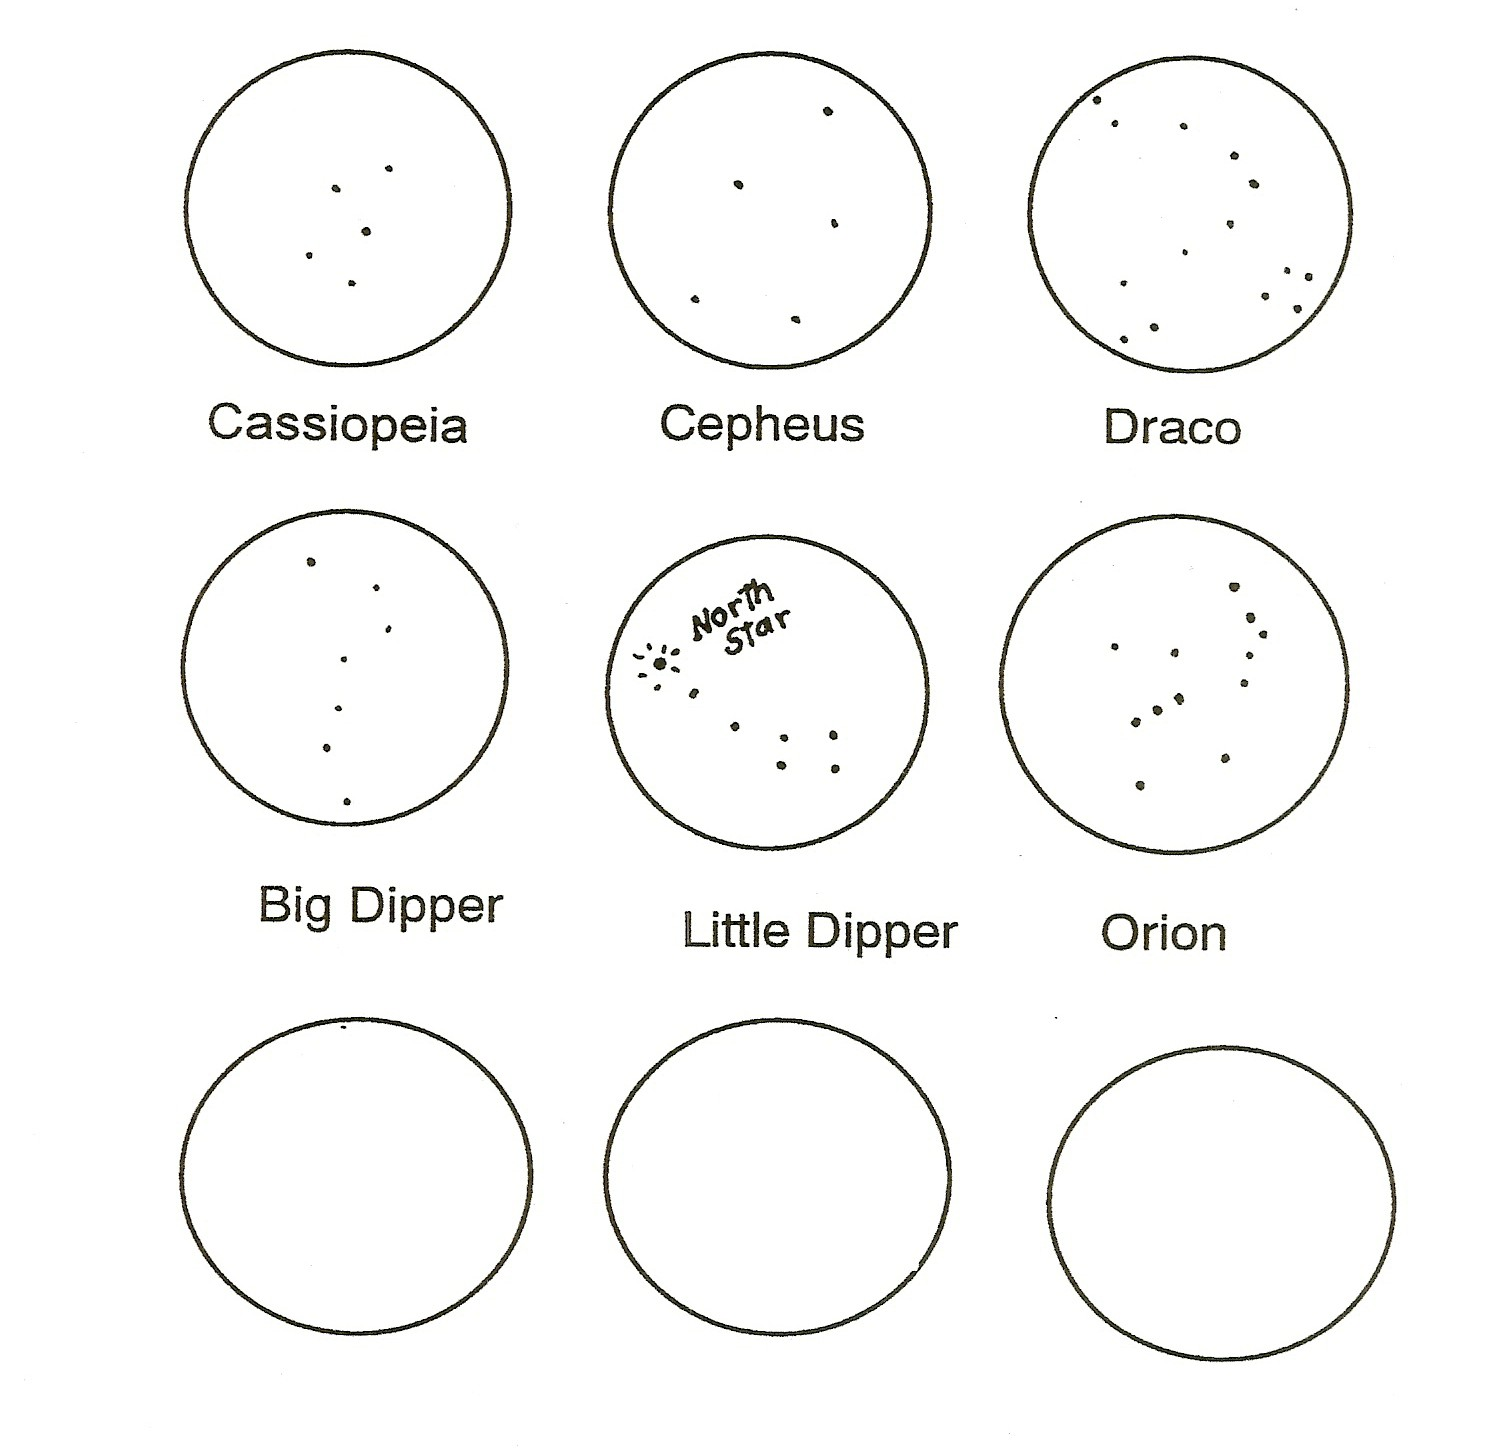 Cassiopeia
Cepheus
Draco
North
Star
Big Dipper
Little Dipper
Orion